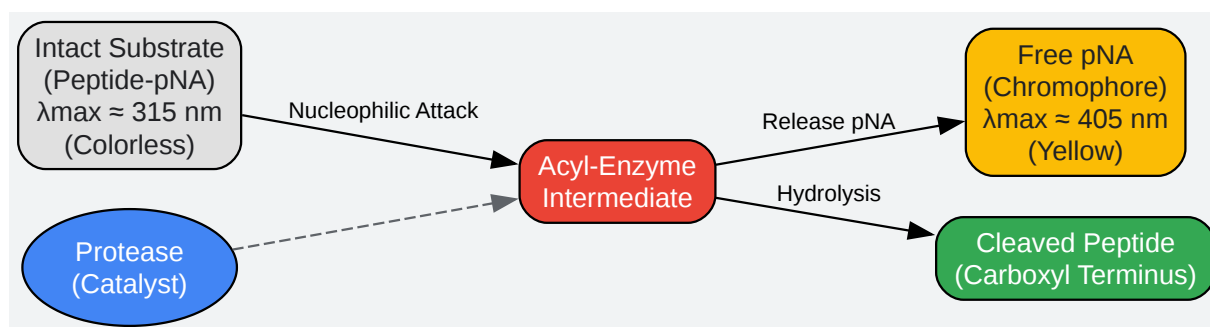 Intact Substrate
(Peptide-pNA)
λmax ≈ 315 nm
(Colorless)
Nucleophilic Attack
Protease
(Catalyst)
Acyl-Enzyme
Intermediate
Release pNA
Hydrolysis
Free pNA
(Chromophore)
λmax ≈ 405 nm
(Yellow)
Cleaved Peptide
(Carboxyl Terminus)